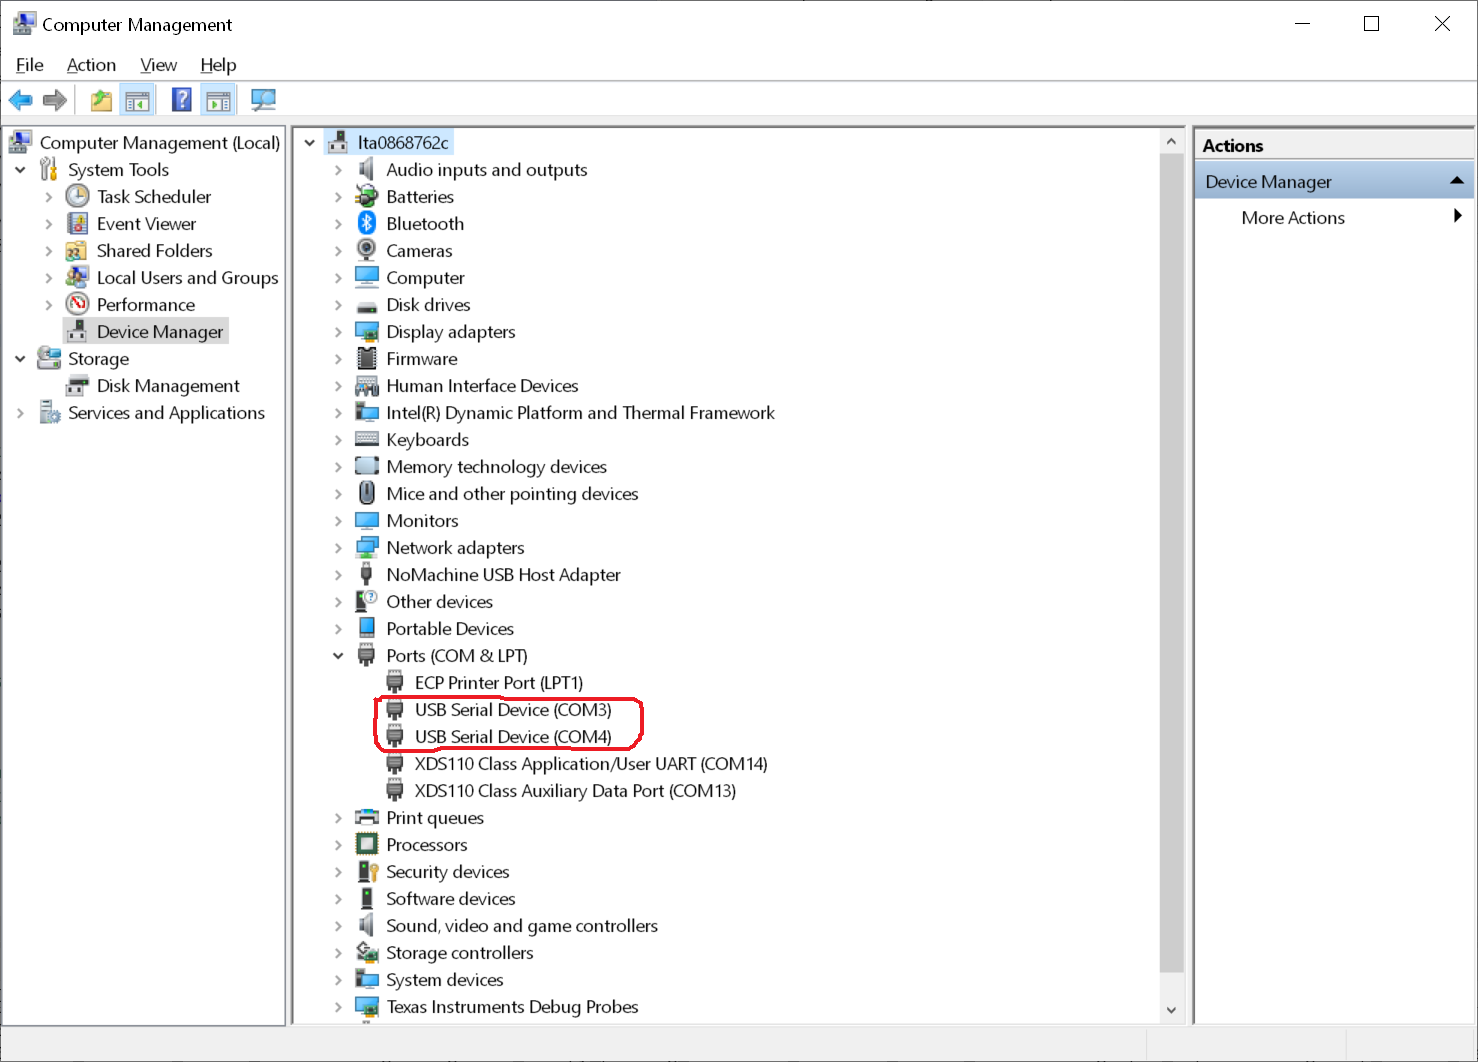 Computer Management
File Action View Help
Computer Management (Local)
System Tools
Task Scheduler
Event Viewer
Shared Folders
Local Users and Groups
Performance
Device Manager
Storage
Disk Management
Services and Applications
lta0868762c
Audio inputs and outputs
Batteries
Bluetooth
Cameras
Computer
Disk drives
Display adapters
Firmware
Human Interface Devices
Intel(R) Dynamic Platform and Thermal Framework
Keyboards
Memory technology devices
Mice and other pointing devices
Monitors
Network adapters
NoMachine USB Host Adapter
Other devices
Portable Devices
Ports (COM & LPT)
ECP Printer Port (LPT1)
USB Serial Device (COM3)
USB Serial Device (COM4)
XDS110 Class Application/User UART (COM14)
XDS110 Class Auxiliary Data Port (COM13)
Print queues
Processors
Security devices
Software devices
Sound, video and game controllers
Storage controllers
System devices
Texas Instruments Debug Probes
Actions
Device Manager
More Actions